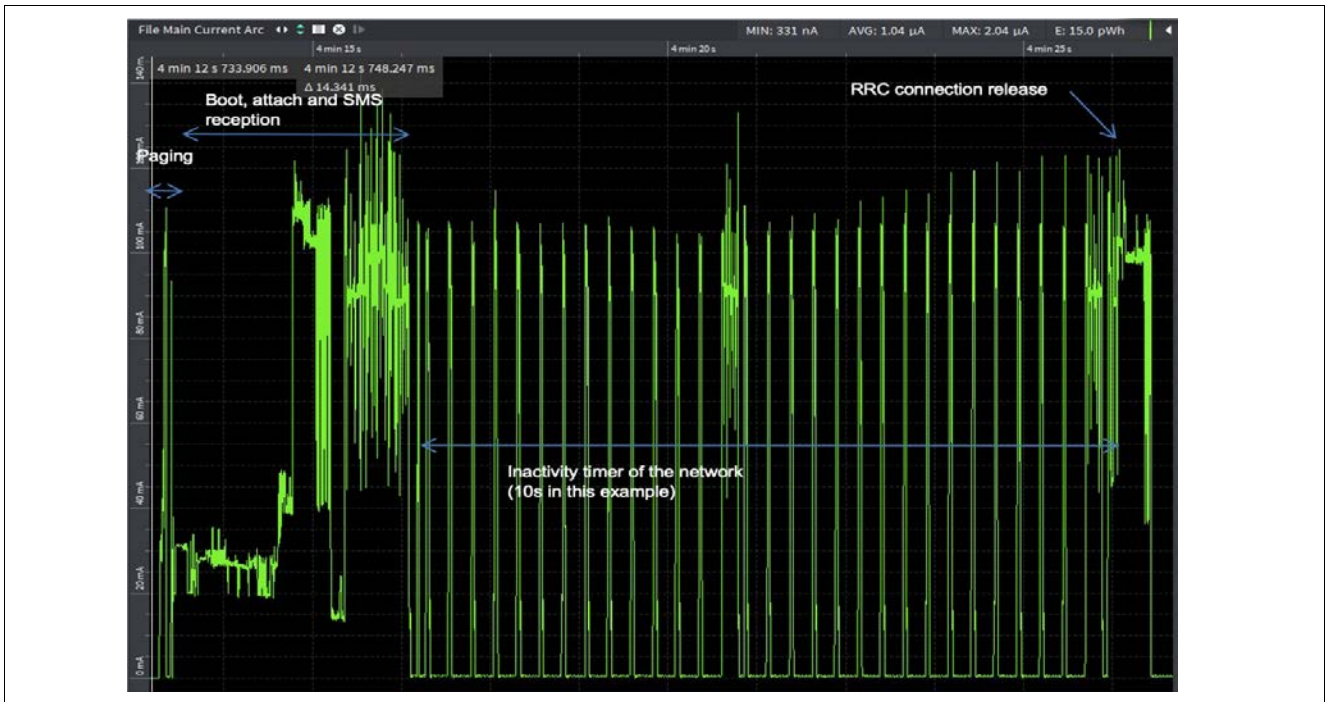 File Main Current Arc
MIN: 331 nA AVG: 1.04 µA MAX: 2.04 µA E: 15.0 pWh
4 min 15 s 4 min 20 s 4 min 25 s
4 min 12 s 733.906 ms 4 min 12 s 748.247 ms
Δ 14.341 ms
Boot, attach and SMS
reception
RRC connection release
Paging
140 m
100 mA
80 mA
60 mA
40 mA
Inactivity timer of the network
(10s in this example)
20 mA
0 mA